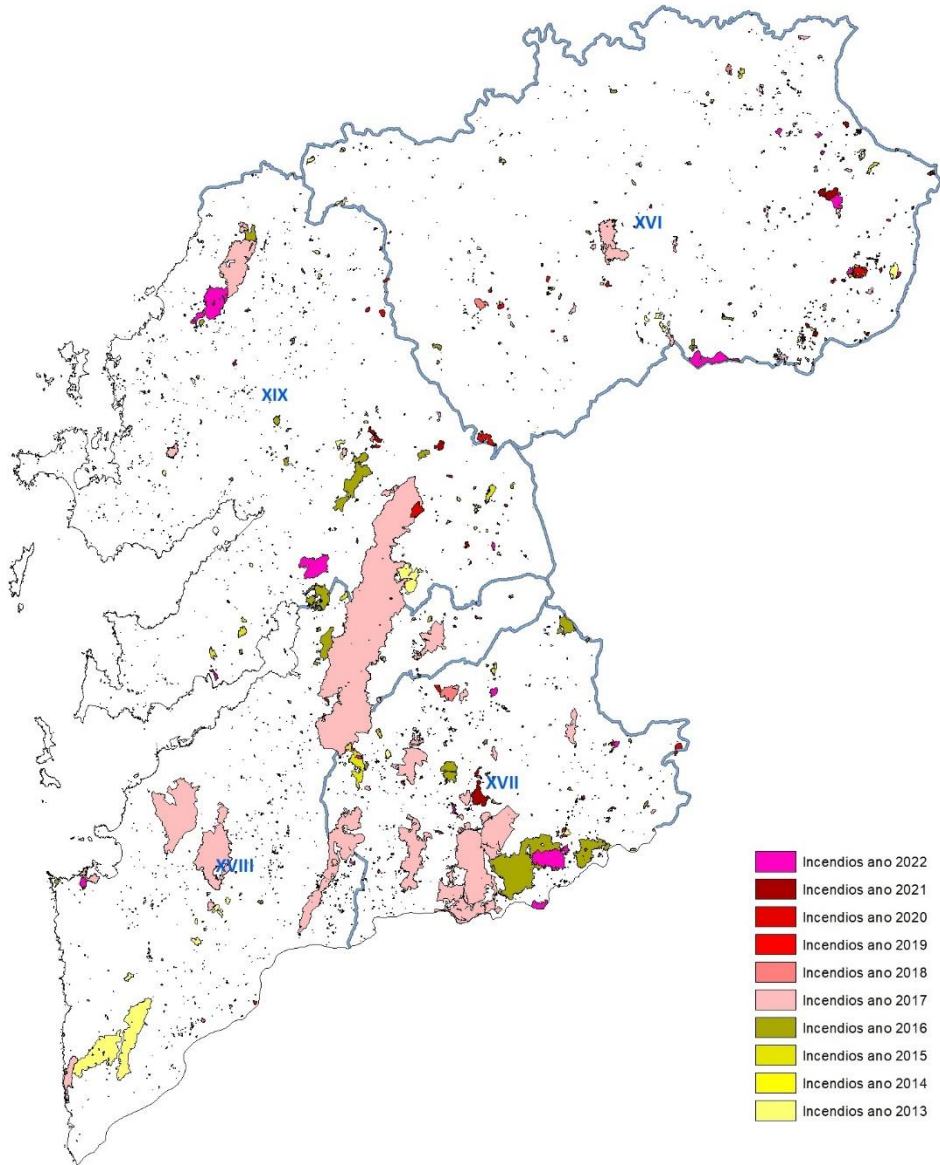 XVI
XIX
XVII
XVIII
Incendios ano 2022
Incendios ano 2021
Incendios ano 2020
Incendios ano 2019
Incendios ano 2018
Incendios ano 2017
Incendios ano 2016
Incendios ano 2015
Incendios ano 2014
Incendios ano 2013